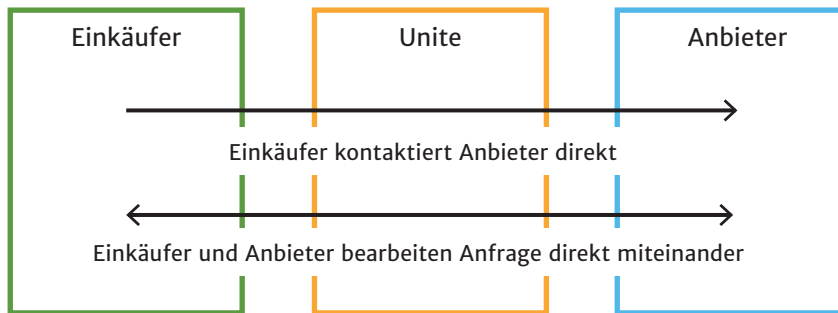 Einkäufer
Unite
Anbieter
Einkäufer kontaktiert Anbieter direkt
Einkäufer und Anbieter bearbeiten Anfrage direkt miteinander